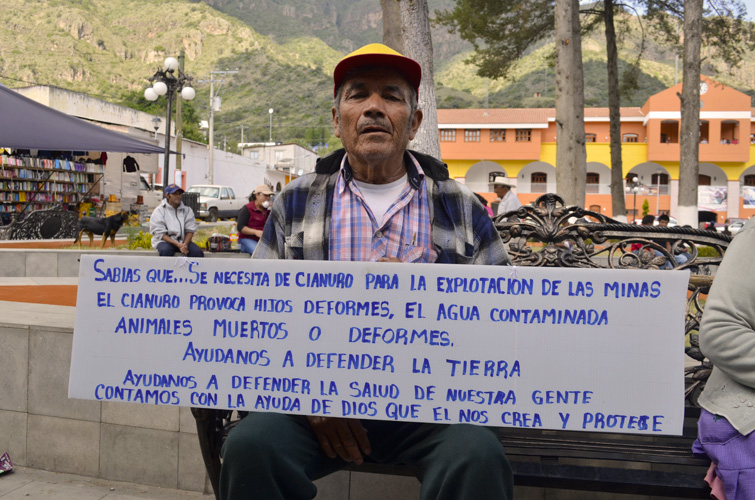 SABIAS QUE...SE NECESITA DE CIANURO PARA LA EXPLOTACION DE LAS MINAS
EL CIANURO PROVOCA HIJOS DEFORMES, EL AGUA CONTAMINADA
ANIMALES MUERTOS O DEFORMES.
AYUDANOS A DEFENDER LA TIERRA
AYUDANOS A DEFENDER LA SALUD DE NUESTRA GENTE
CONTAMOS CON LA AYUDA DE DIOS QUE EL NOS CREA Y PROTEGE